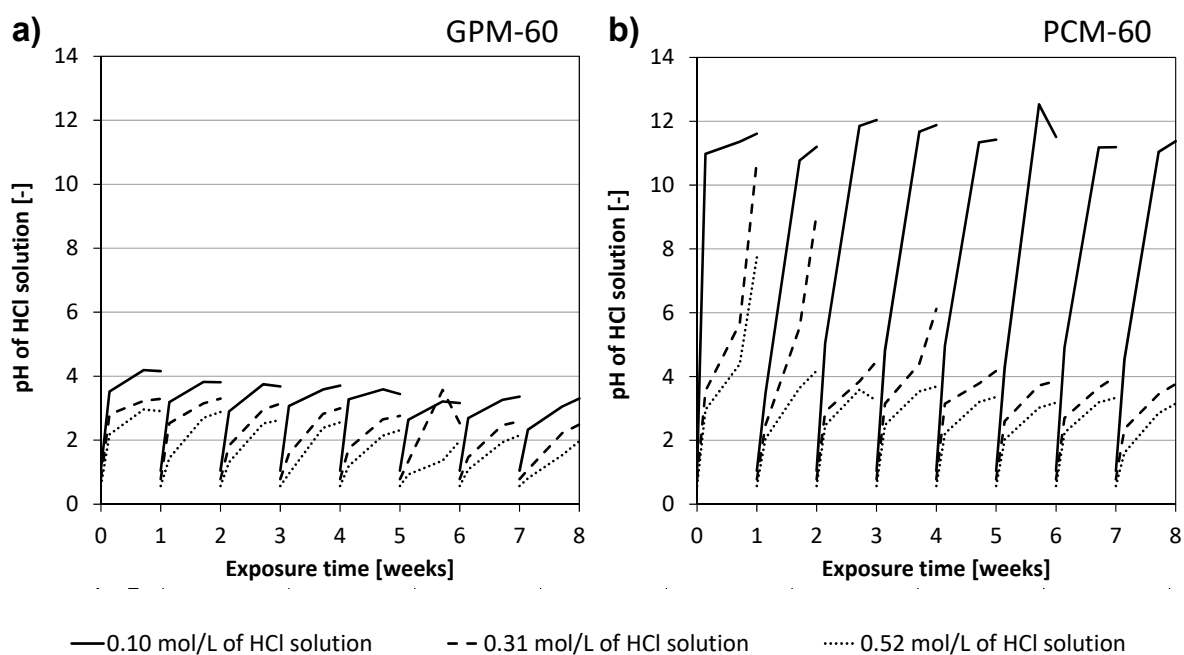 a) GPM-60
14
12
10
8
6
4
2
0
pH of HCl solution [-]
0 1 2 3 4 5 6 7 8
Exposure time [weeks]
b) PCM-60
14
12
10
8
6
4
2
0
pH of HCl solution [-]
0 1 2 3 4 5 6 7 8
Exposure time [weeks]
0.10 mol/L of HCl solution 0.31 mol/L of HCl solution 0.52 mol/L of HCl solution